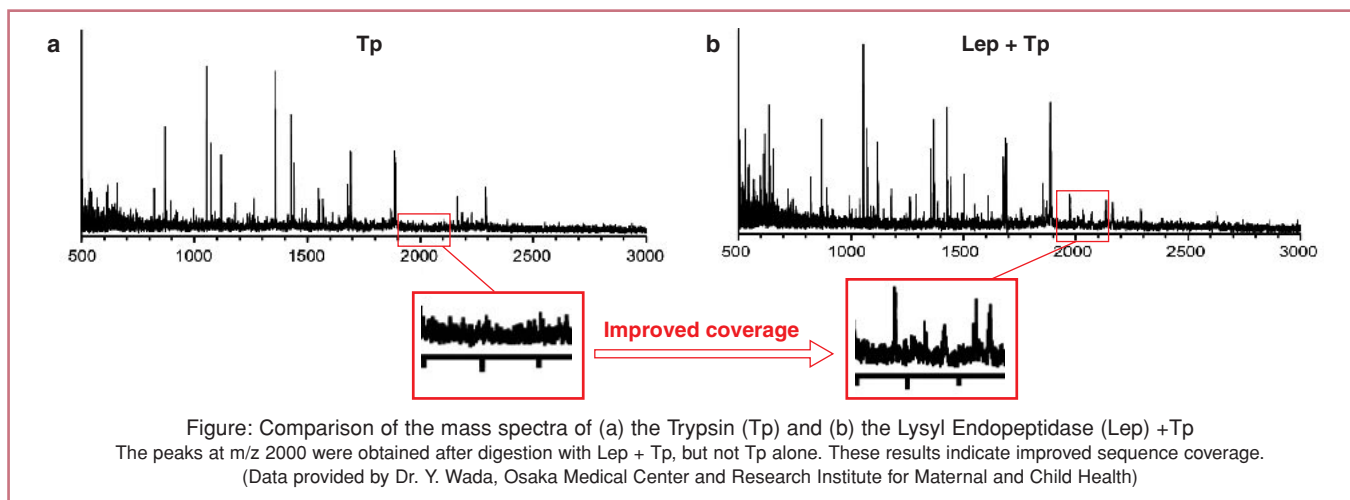 a
Tp
b
Lep + Tp
500 1000 1500 2000 2500 3000
500 1000 1500 2000 2500 3000
Improved coverage
Figure: Comparison of the mass spectra of (a) the Trypsin (Tp) and (b) the Lysyl Endopeptidase (Lep) +Tp
The peaks at m/z 2000 were obtained after digestion with Lep + Tp, but not Tp alone. These results indicate improved sequence coverage.
(Data provided by Dr. Y. Wada, Osaka Medical Center and Research Institute for Maternal and Child Health)